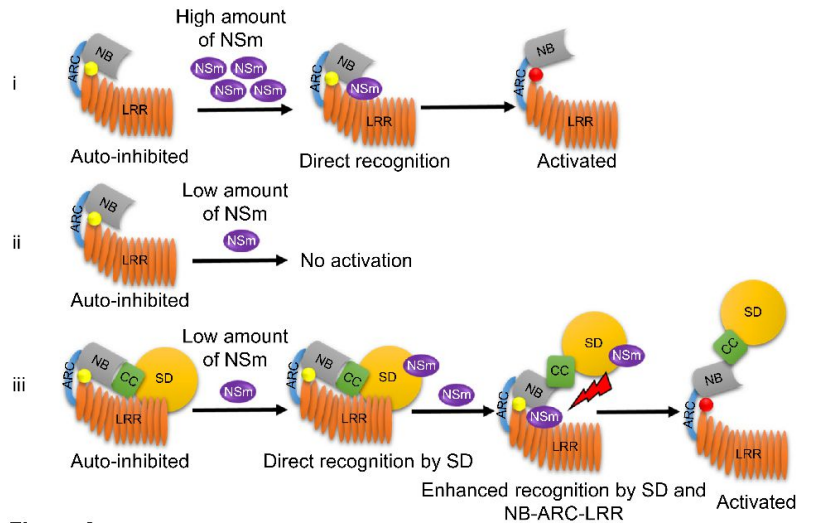 High amount
of NSm
i
ARC
NB
LRR
NSm
NSm
NSm
NSm
ARC
NB
NSm
LRR
ARC
NB
LRR
Auto-inhibited
Direct recognition
Activated
Low amount
of NSm
ii
ARC
NB
LRR
NSm
No activation
Auto-inhibited
Low amount
of NSm
iii
ARC
NB
CC
SD
LRR
NSm
ARC
NB
CC
SD
NSm
LRR
NSm
ARC
NB
CC
SD
NSm
NSm
LRR
SD
CC
NB
ARC
LRR
Auto-inhibited
Direct recognition by SD
Enhanced recognition by SD and
NB-ARC-LRR
Activated